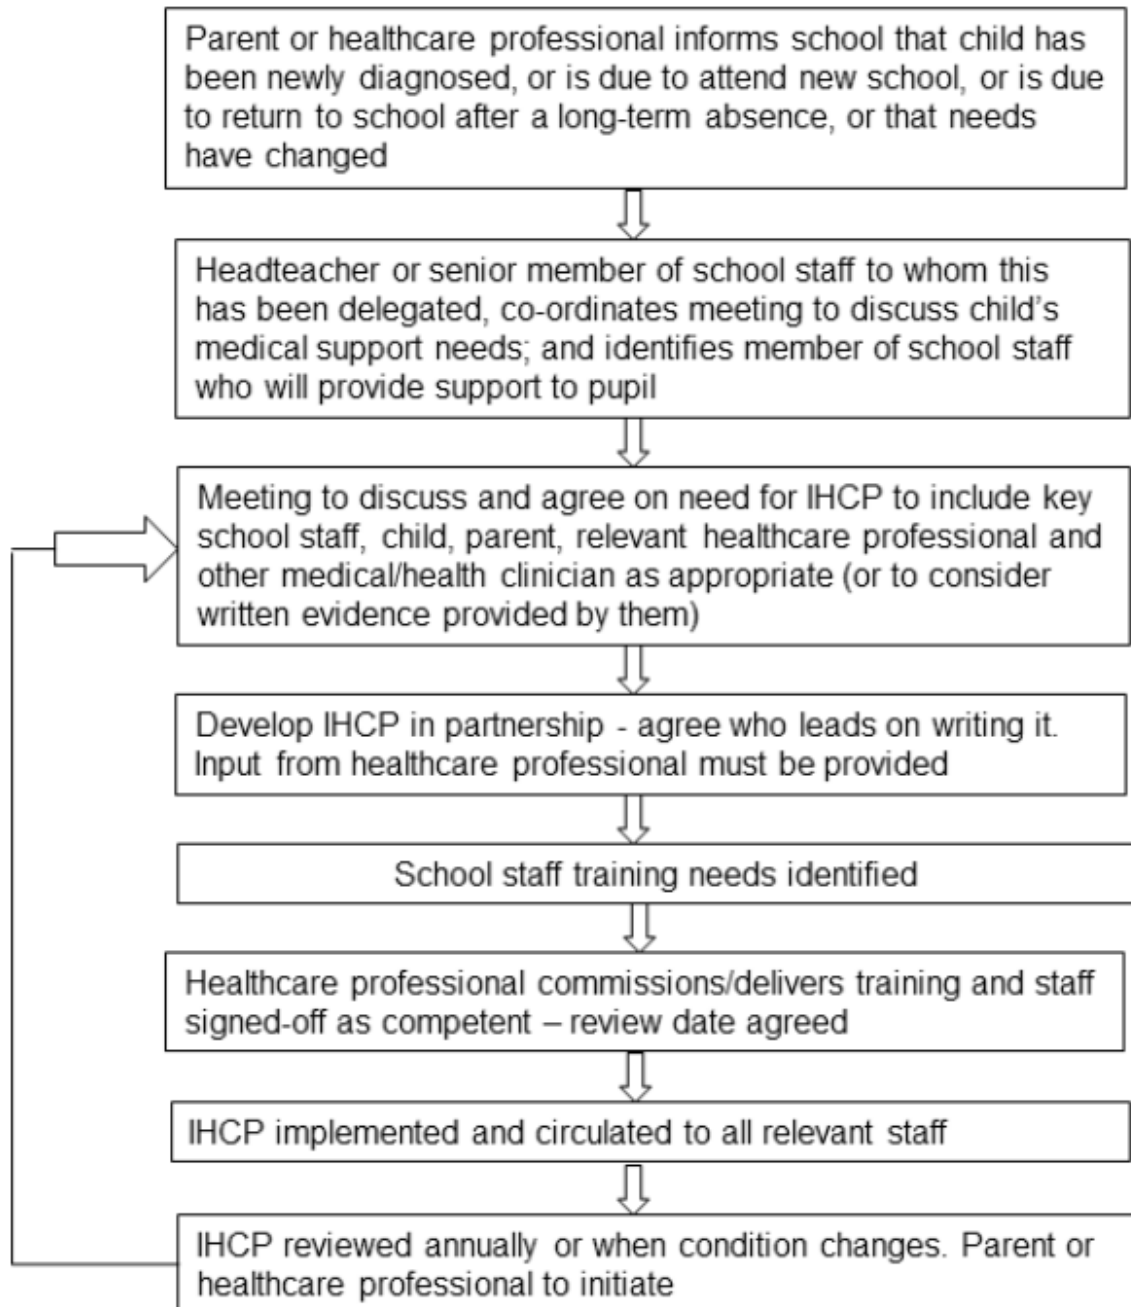 Parent or healthcare professional informs school that child has
been newly diagnosed, or is due to attend new school, or is due
to return to school after a long-term absence, or that needs
have changed
Headteacher or senior member of school staff to whom this
has been delegated, co-ordinates meeting to discuss child's
medical support needs; and identifies member of school staff
who will provide support to pupil
Meeting to discuss and agree on need for IHCP to include key
school staff, child, parent, relevant healthcare professional and
other medical/health clinician as appropriate (or to consider
written evidence provided by them)
Develop IHCP in partnership - agree who leads on writing it.
Input from healthcare professional must be provided
School staff training needs identified
Healthcare professional commissions/delivers training and staff
signed-off as competent – review date agreed
IHCP implemented and circulated to all relevant staff
IHCP reviewed annually or when condition changes. Parent or
healthcare professional to initiate